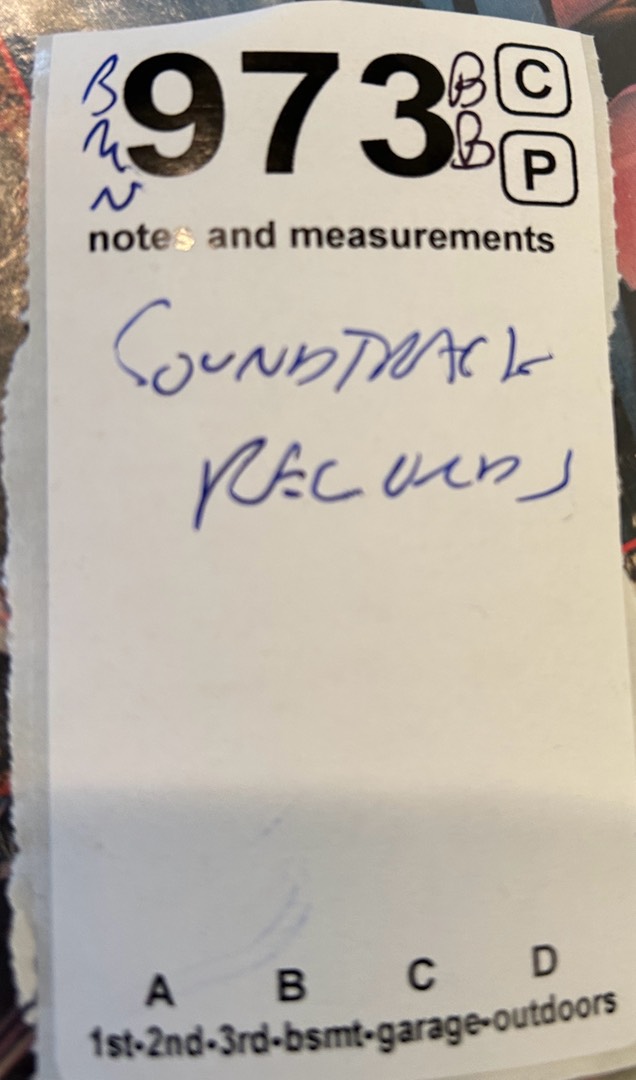 B 973 B C
M B P
N
notes and measurements
SOUNDTRACK
RECORDS
A B C D
1st-2nd-3rd-bsmt-garage-outdoors